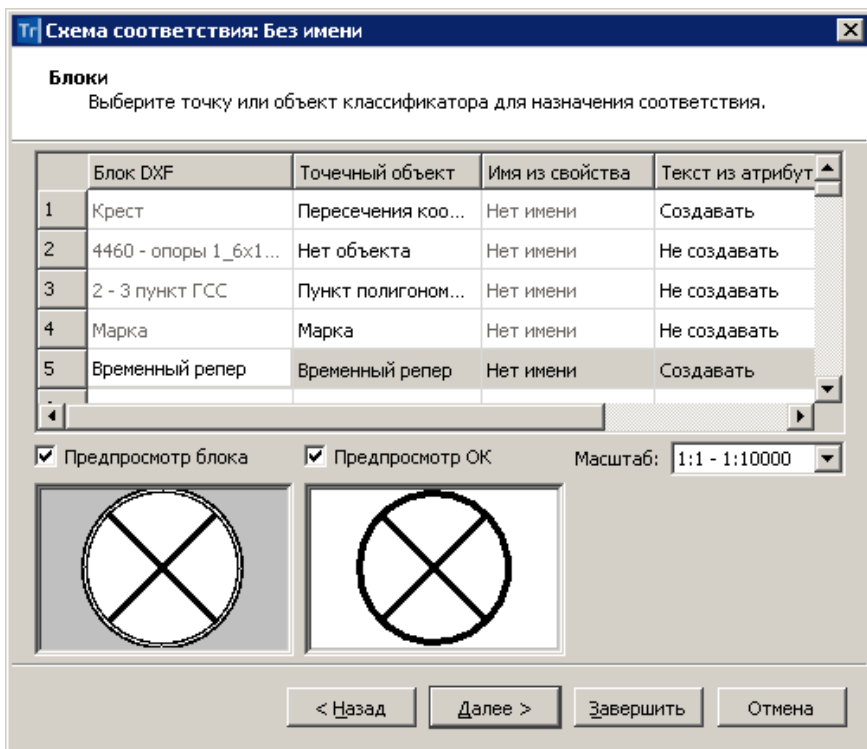 Tr Схема соответствия: Без имени
Блоки
Выберите точку или объект классификатора для назначения соответствия.
Блок DXF Точечный объект Имя из свойства Текст из атрибут
1 Крест Пересечения коо... Нет имени Создавать
2 4460 - опоры 1_6х1... Нет объекта Нет имени Не создавать
3 2 - 3 пункт ГСС Пункт полигоном... Нет имени Не создавать
4 Марка Марка Нет имени Не создавать
5 Временный репер Временный репер Нет имени Создавать
Предпросмотр блока Предпросмотр ОК Масштаб: 1:1 - 1:10000
< Назад Далее > Завершить Отмена